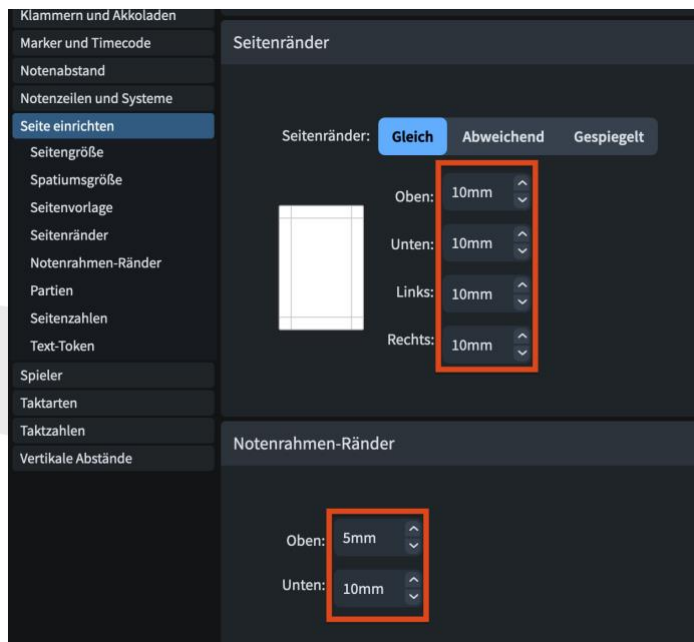 Klammern und Akkoladen
Marker und Timecode
Notenabstand
Notenzeilen und Systeme
Seite einrichten
Seitengröße
Spatiumsgröße
Seitenvorlage
Seitenränder
Notenrahmen-Ränder
Partien
Seitenzahlen
Text-Token
Spieler
Taktarten
Taktzahlen
Vertikale Abstände
Seitenränder
Seitenränder: Gleich Abweichend Gespiegelt
Oben: 10mm
Unten: 10mm
Links: 10mm
Rechts: 10mm
Notenrahmen-Ränder
Oben: 5mm
Unten: 10mm